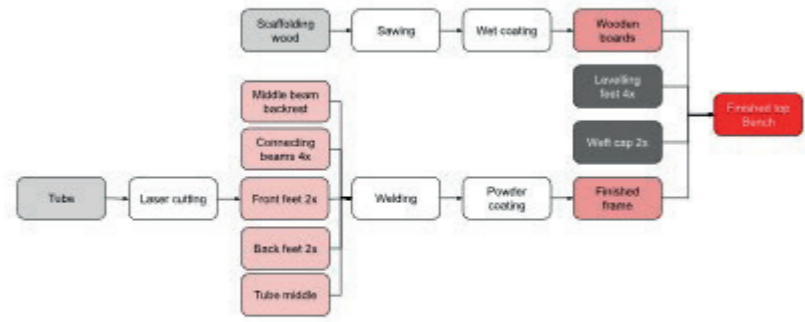 Scaffolding
wood
Sawing
Wet coating
Wooden
boards
Middle beam
backrest
Levelling
feet 4x
Connecting
beams 4x
Weft cap 2x
Finished top
Bench
Tube
Laser cutting
Front feet 2x
Welding
Powder
coating
Finished
frame
Back feet 2x
Tube middle